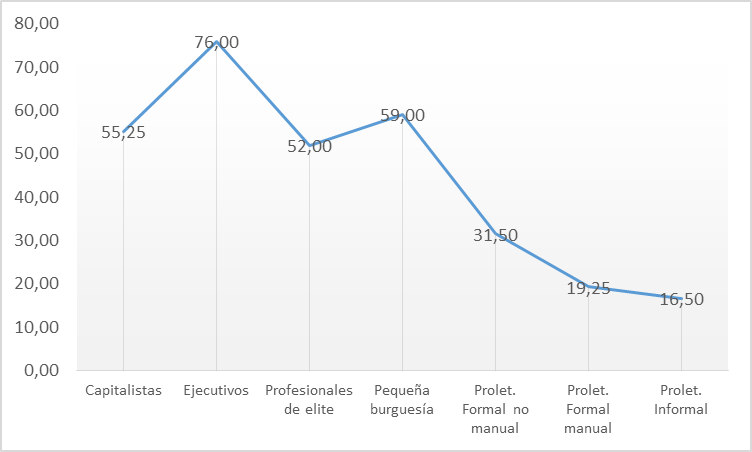 80,00
70,00
60,00
50,00
40,00
30,00
20,00
10,00
0,00
55,25
76,00
52,00
59,00
31,50
19,25
16,50
Capitalistas
Ejecutivos
Profesionales
de elite
Pequeña
burguesía
Prolet.
Formal no
manual
Prolet.
Formal
manual
Prolet.
Informal